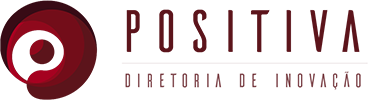 POSITIVA
DIRETORIA DE INOVAÇÃO